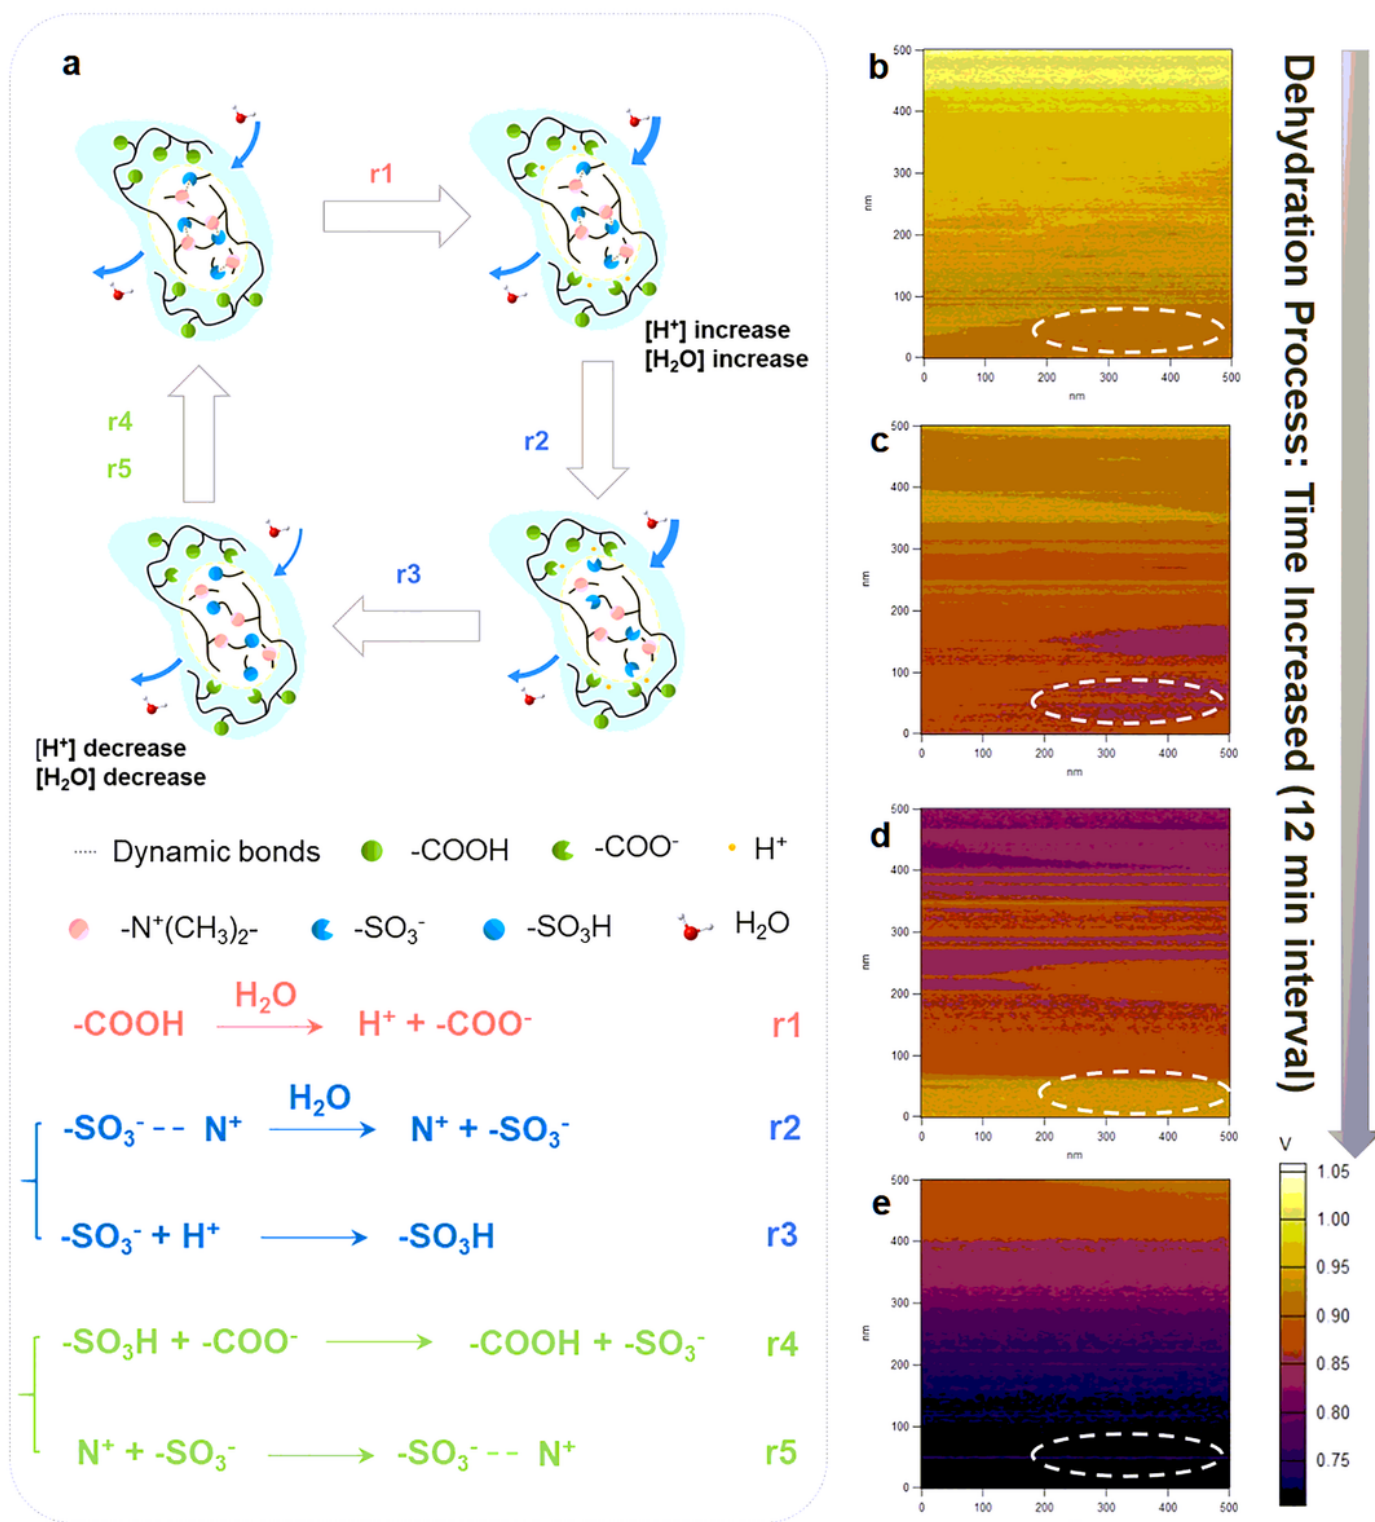 a
r1
[H⁺] increase
[H₂O] increase
r2
r3
r4
r5
[H⁺] decrease
[H₂O] decrease
Dynamic bonds
-COOH
-COO⁻
H⁺
-N⁺(CH₃)₂-
-SO₃⁻
-SO₃H
H₂O
-COOH H₂O H⁺ + -COO⁻ r1
-SO₃⁻ -- N⁺ H₂O N⁺ + -SO₃⁻ r2
-SO₃⁻ + H⁺ -SO₃H r3
-SO₃H + -COO⁻ -COOH + -SO₃⁻ r4
N⁺ + -SO₃⁻ -SO₃⁻ -- N⁺ r5
b
500
400
300
200
100
0
nm
0 100 200 300 400 500
nm
c
500
400
300
200
100
0
nm
0 100 200 300 400 500
nm
d
500
400
300
200
100
0
nm
0 100 200 300 400 500
nm
e
500
400
300
200
100
0
nm
0 100 200 300 400 500
nm
Dehydration Process: Time Increased (12 min interval)
V
1.05
1.00
0.95
0.90
0.85
0.80
0.75